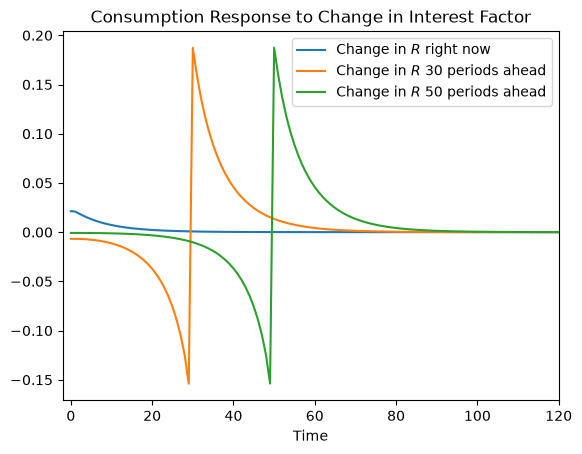 Consumption Response to Change in Interest Factor
Change in R right now
Change in R 30 periods ahead
Change in R 50 periods ahead
0.20
0.15
0.10
0.05
0.00
−0.05
−0.10
−0.15
0 20 40 60 80 100 120
Time